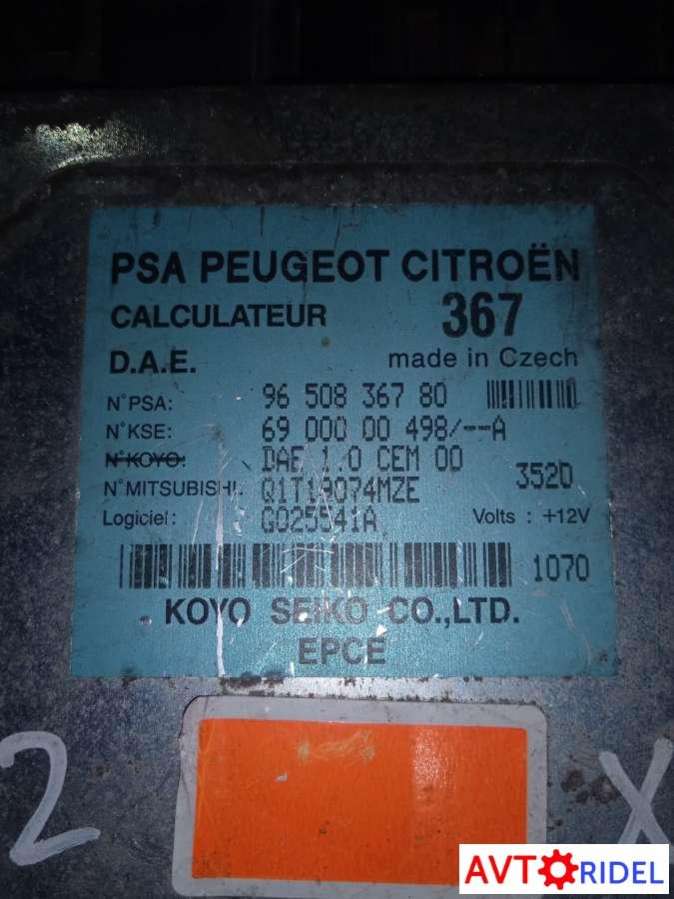 PSA PEUGEOT CITROËN
CALCULATEUR 367
D.A.E. made in Czech
N°PSA: 96 508 367 80
N°KSE: 69 000 00 498/--A
N°KOYO: DAE 1.0 CEM 00
3520
N°MITSUBISHI. Q1T19074MZE
Logiciel: G025541A Volts : +12V
1070
KOYO SEIKO CO.,LTD.
EPCE
2 X
AVTORIDEL